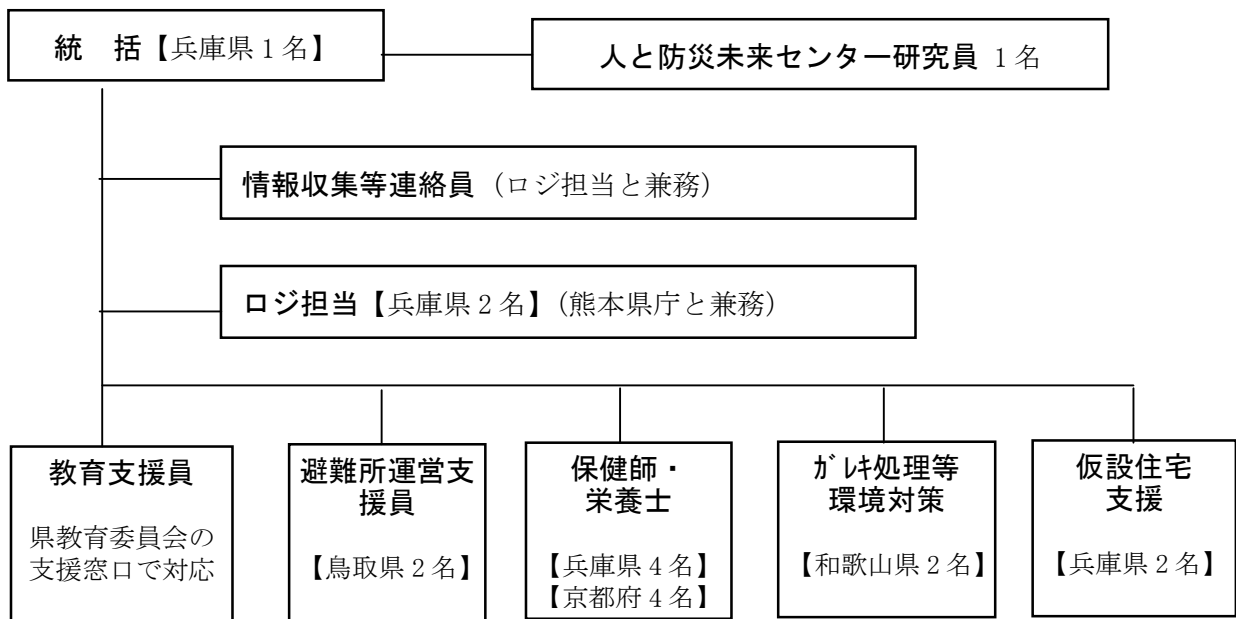 統　括【兵庫県１名】
人と防災未来センター研究員 １名
情報収集等連絡員（ロジ担当と兼務）
ロジ担当【兵庫県２名】（熊本県庁と兼務）
教育支援員
県教育委員会の
支援窓口で対応
避難所運営支
援員
【鳥取県２名】
保健師・
栄養士
【兵庫県４名】
【京都府４名】
ｶﾞﾚｷ処理等
環境対策
【和歌山県２名】
仮設住宅
支援
【兵庫県２名】